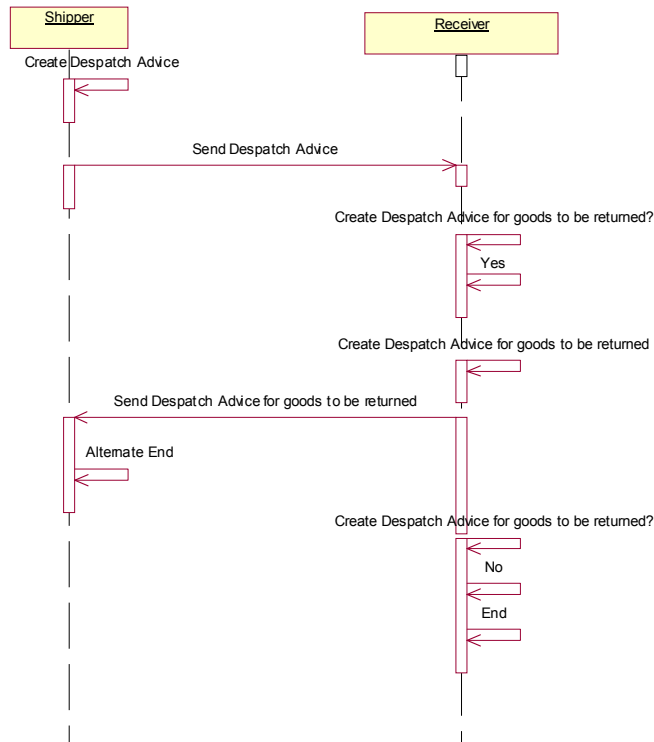 Shipper
Receiver
Create Despatch Advice
Send Despatch Advice
Create Despatch Advice for goods to be returned?
Yes
Create Despatch Advice for goods to be returned
Send Despatch Advice for goods to be returned
Alternate End
Create Despatch Advice for goods to be returned?
No
End